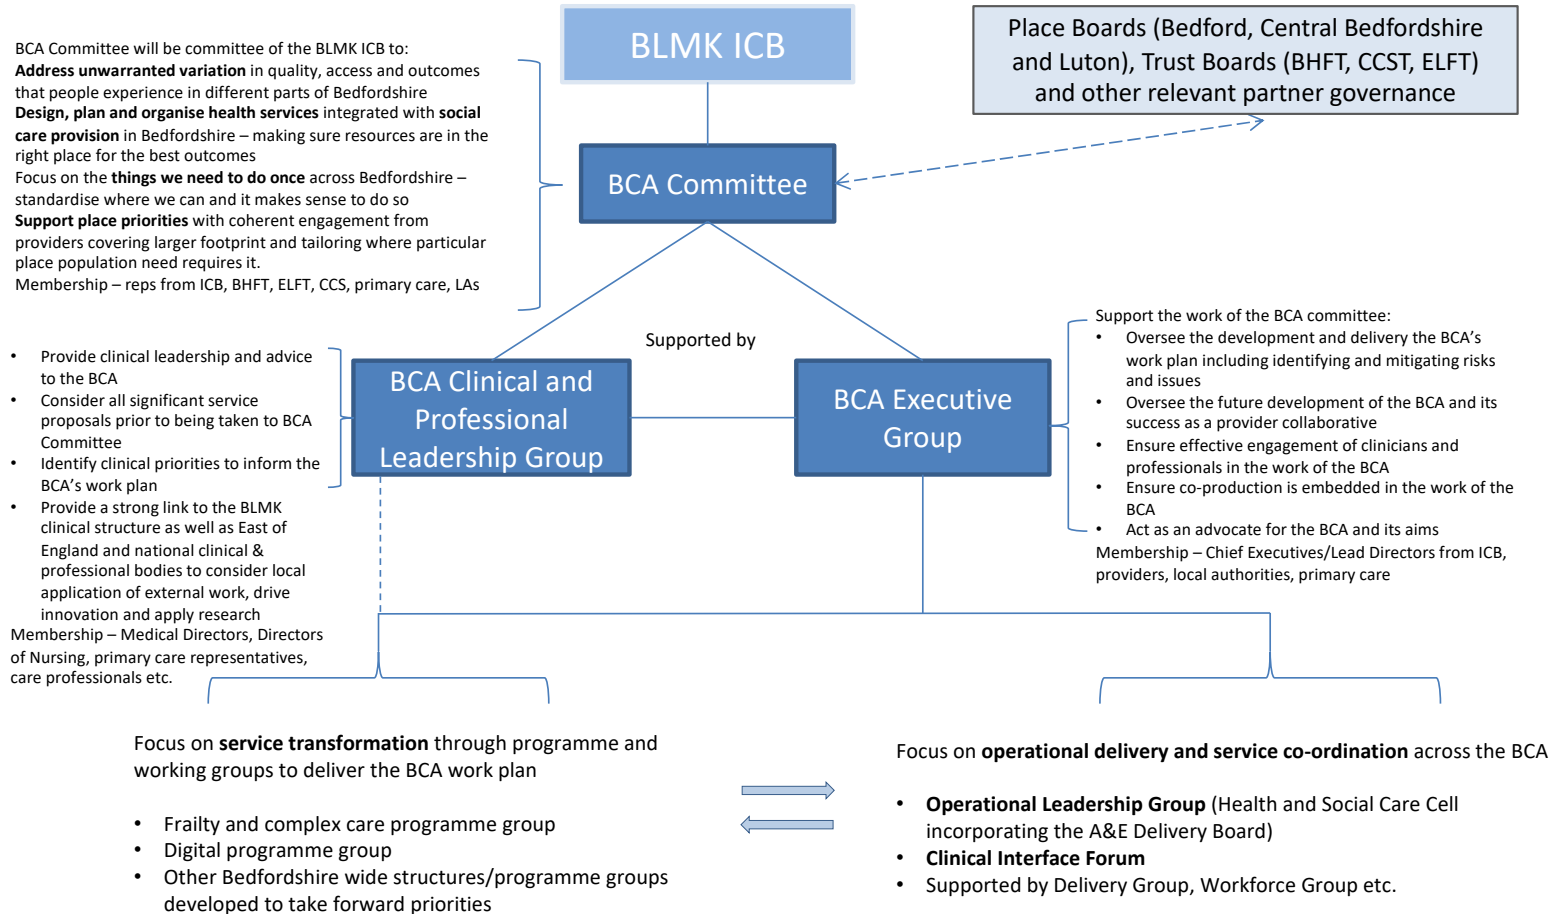 BCA Committee will be committee of the BLMK ICB to:
Address unwarranted variation in quality, access and outcomes
that people experience in different parts of Bedfordshire
Design, plan and organise health services integrated with social
care provision in Bedfordshire – making sure resources are in the
right place for the best outcomes
Focus on the things we need to do once across Bedfordshire –
standardise where we can and it makes sense to do so
Support place priorities with coherent engagement from
providers covering larger footprint and tailoring where particular
place population need requires it.
Membership – reps from ICB, BHFT, ELFT, CCS, primary care, LAs
BLMK ICB
Place Boards (Bedford, Central Bedfordshire
and Luton), Trust Boards (BHFT, CCST, ELFT)
and other relevant partner governance
BCA Committee
Supported by
• Provide clinical leadership and advice
to the BCA
• Consider all significant service
proposals prior to being taken to BCA
Committee
• Identify clinical priorities to inform the
BCA's work plan
• Provide a strong link to the BLMK
clinical structure as well as East of
England and national clinical &
professional bodies to consider local
application of external work, drive
innovation and apply research
Membership – Medical Directors, Directors
of Nursing, primary care representatives,
care professionals etc.
BCA Clinical and
Professional
Leadership Group
BCA Executive
Group
Support the work of the BCA committee:
• Oversee the development and delivery the BCA's
work plan including identifying and mitigating risks
and issues
• Oversee the future development of the BCA and its
success as a provider collaborative
• Ensure effective engagement of clinicians and
professionals in the work of the BCA
• Ensure co-production is embedded in the work of the
BCA
• Act as an advocate for the BCA and its aims
Membership – Chief Executives/Lead Directors from ICB,
providers, local authorities, primary care
Focus on service transformation through programme and
working groups to deliver the BCA work plan
• Frailty and complex care programme group
• Digital programme group
• Other Bedfordshire wide structures/programme groups
developed to take forward priorities
Focus on operational delivery and service co-ordination across the BCA
• Operational Leadership Group (Health and Social Care Cell
incorporating the A&E Delivery Board)
• Clinical Interface Forum
• Supported by Delivery Group, Workforce Group etc.